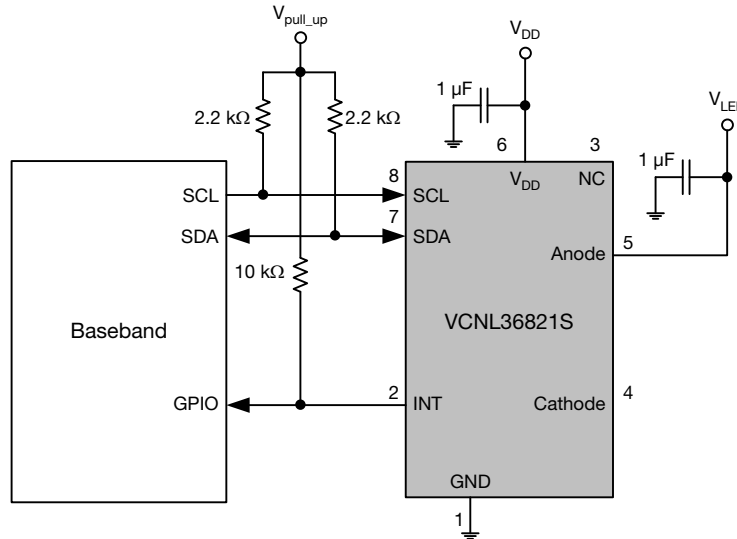 Vpull_up
VDD
1 µF
VLED
2.2 kΩ
2.2 kΩ
6
3
1 µF
8
VDD
NC
SCL
SCL
7
SDA
SDA
5
Anode
10 kΩ
Baseband
VCNL36821S
GPIO
2
INT
Cathode
4
GND
1